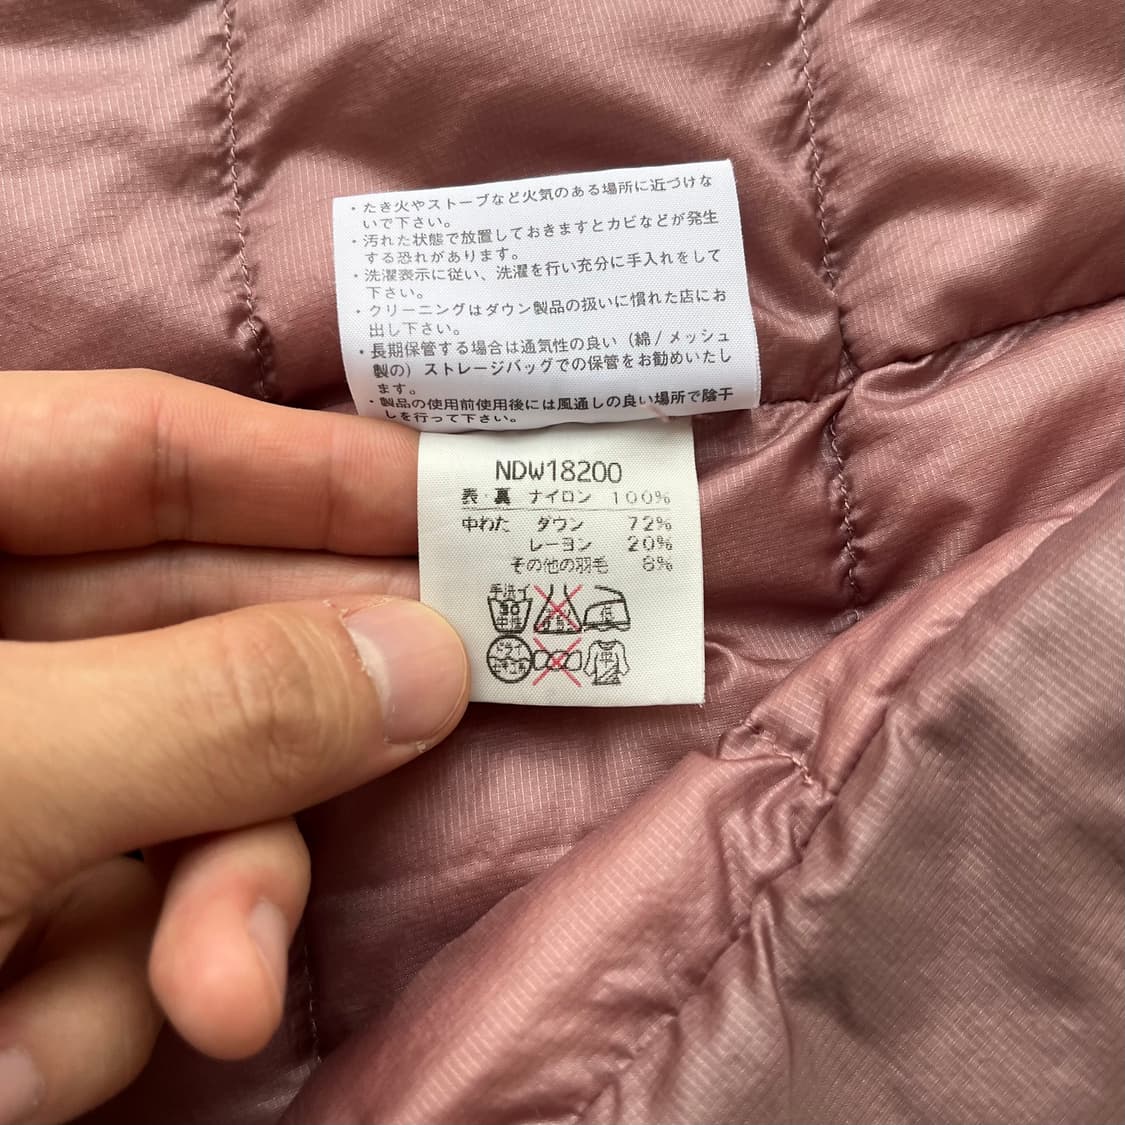 ・たき火やストーブなど火気のある場所に近づけな
いで下さい。
・汚れた状態で放置しておきますとカビなどが発生
する恐れがあります。
・洗濯表示に従い、洗濯を行い充分に手入れをして
下さい。
・クリーニングはダウン製品の扱いに慣れた店にお
出し下さい。
・長期保管する場合は通気性の良い（綿/メッシュ
製の）ストレージバッグでの保管をお勧めいたし
ます。
・製品の使用前使用後には風通しの良い場所で陰干
しを行って下さい。
NDW18200
表・裏 ナイロン 100%
中わた ダウン 72%
レーヨン 20%
その他の羽毛 8%
手洗イ
30
中性
低
ドライ
平